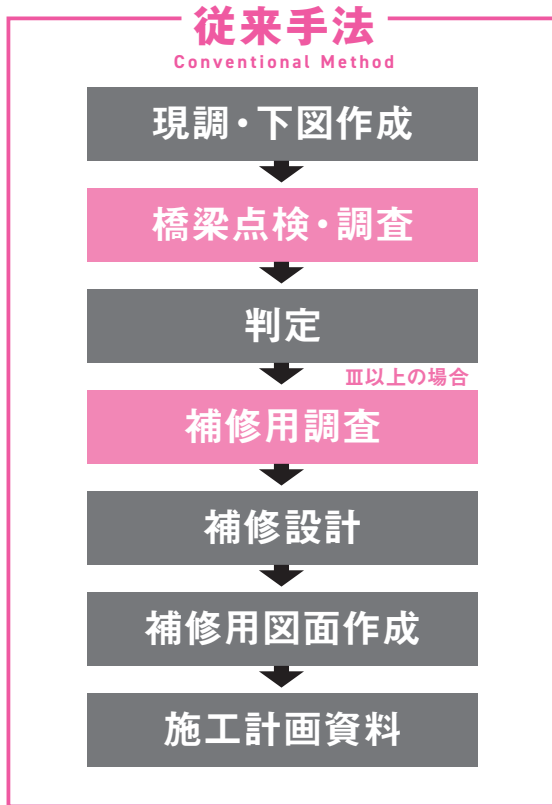 従来手法
Conventional Method
現調・下図作成
橋梁点検・調査
判定
Ⅲ以上の場合
補修用調査
補修設計
補修用図面作成
施工計画資料